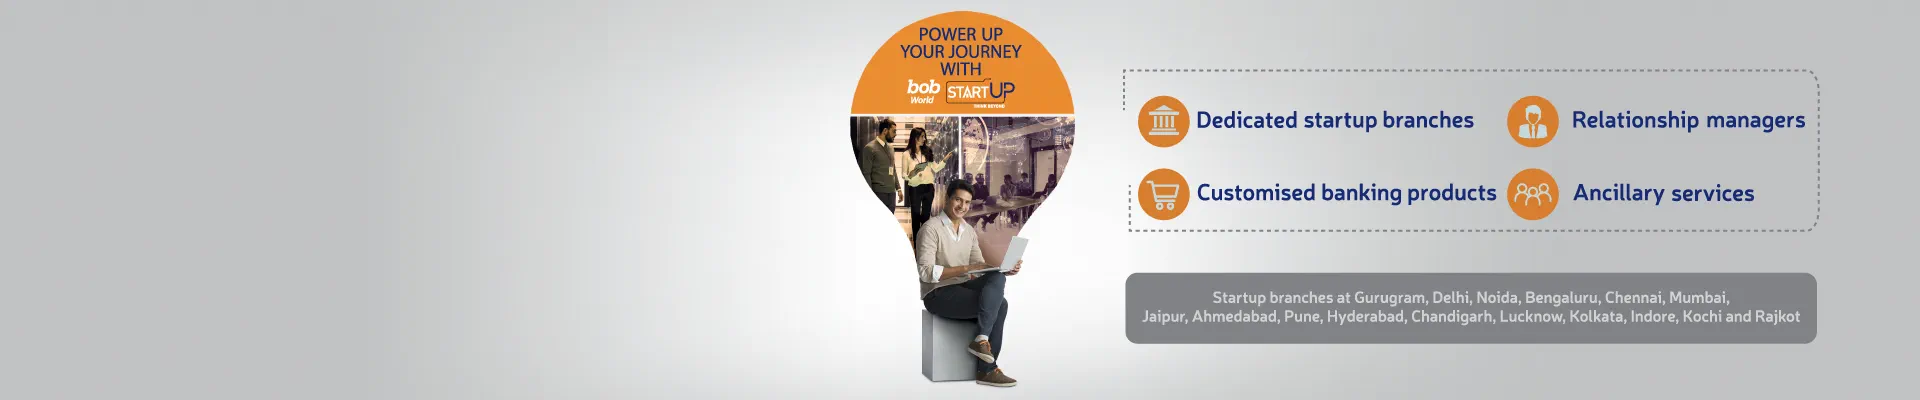 POWER UP
YOUR JOURNEY
WITH
bob
World
START UP
THINK BEYOND
Dedicated startup branches
Relationship managers
Customised banking products
Ancillary services
Startup branches at Gurugram, Delhi, Noida, Bengaluru, Chennai, Mumbai,
Jaipur, Ahmedabad, Pune, Hyderabad, Chandigarh, Lucknow, Kolkata, Indore, Kochi and Rajkot